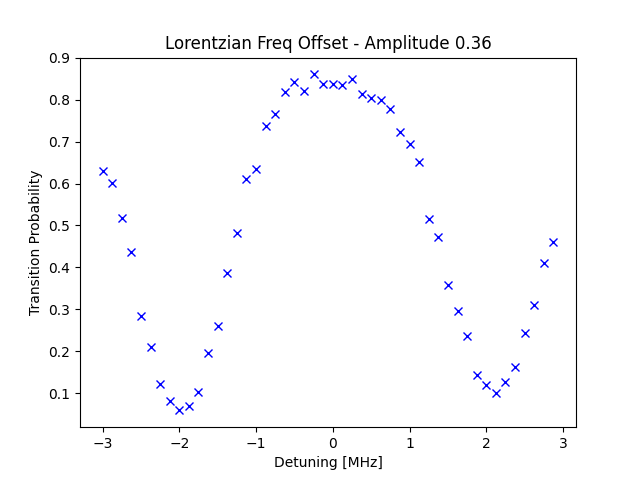 Lorentzian Freq Offset - Amplitude 0.36
0.9
0.8
0.7
0.6
0.5
0.4
0.3
0.2
0.1
Transition Probability
−3 −2 −1 0 1 2 3
Detuning [MHz]